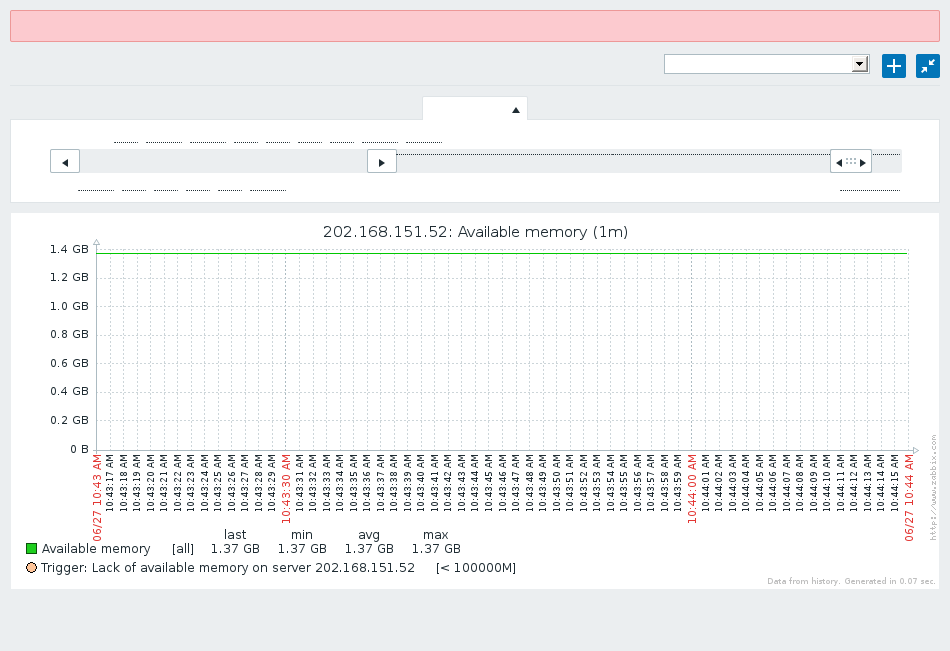 202.168.151.52: Available memory (1m)
1.4 GB
1.2 GB
1.0 GB
0.8 GB
0.6 GB
0.4 GB
0.2 GB
0 B
06/27 10:43 AM
10:43:17 AM
10:43:18 AM
10:43:19 AM
10:43:20 AM
10:43:21 AM
10:43:22 AM
10:43:23 AM
10:43:24 AM
10:43:25 AM
10:43:26 AM
10:43:27 AM
10:43:28 AM
10:43:29 AM
10:43:30 AM
10:43:31 AM
10:43:32 AM
10:43:33 AM
10:43:34 AM
10:43:35 AM
10:43:36 AM
10:43:37 AM
10:43:38 AM
10:43:39 AM
10:43:40 AM
10:43:41 AM
10:43:42 AM
10:43:43 AM
10:43:44 AM
10:43:45 AM
10:43:46 AM
10:43:47 AM
10:43:48 AM
10:43:49 AM
10:43:50 AM
10:43:51 AM
10:43:52 AM
10:43:53 AM
10:43:54 AM
10:43:55 AM
10:43:56 AM
10:43:57 AM
10:43:58 AM
10:43:59 AM
10:44:00 AM
10:44:01 AM
10:44:02 AM
10:44:03 AM
10:44:04 AM
10:44:05 AM
10:44:06 AM
10:44:07 AM
10:44:08 AM
10:44:09 AM
10:44:10 AM
10:44:11 AM
10:44:12 AM
10:44:13 AM
10:44:14 AM
10:44:15 AM
06/27 10:44 AM
http://www.zabbix.com
last min avg max
Available memory [all] 1.37 GB 1.37 GB 1.37 GB 1.37 GB
Trigger: Lack of available memory on server 202.168.151.52 [< 100000M]
Data from history. Generated in 0.07 sec.